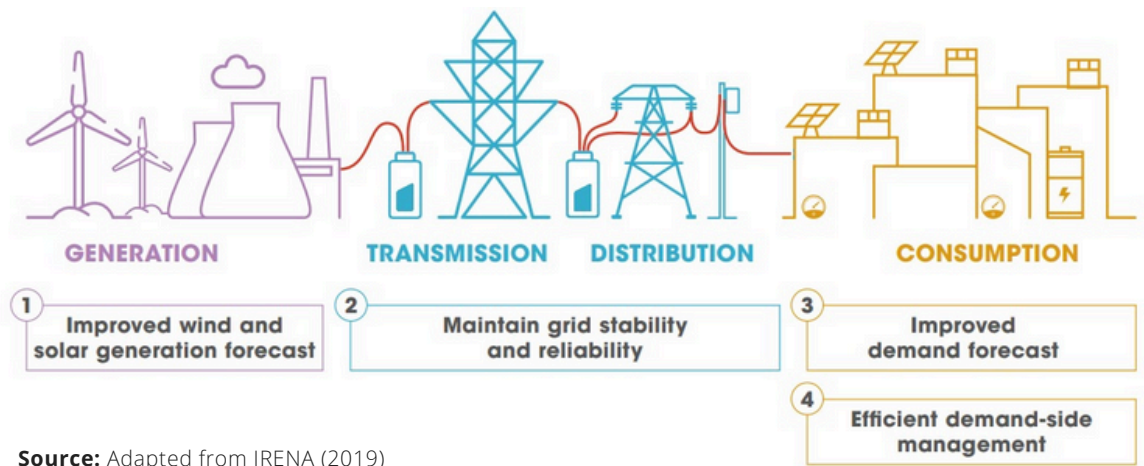 GENERATION
TRANSMISSION
DISTRIBUTION
CONSUMPTION
1
Improved wind and
solar generation forecast
2
Maintain grid stability
and reliability
3
Improved
demand forecast
4
Efficient demand-side
management
Source: Adapted from IRENA (2019)